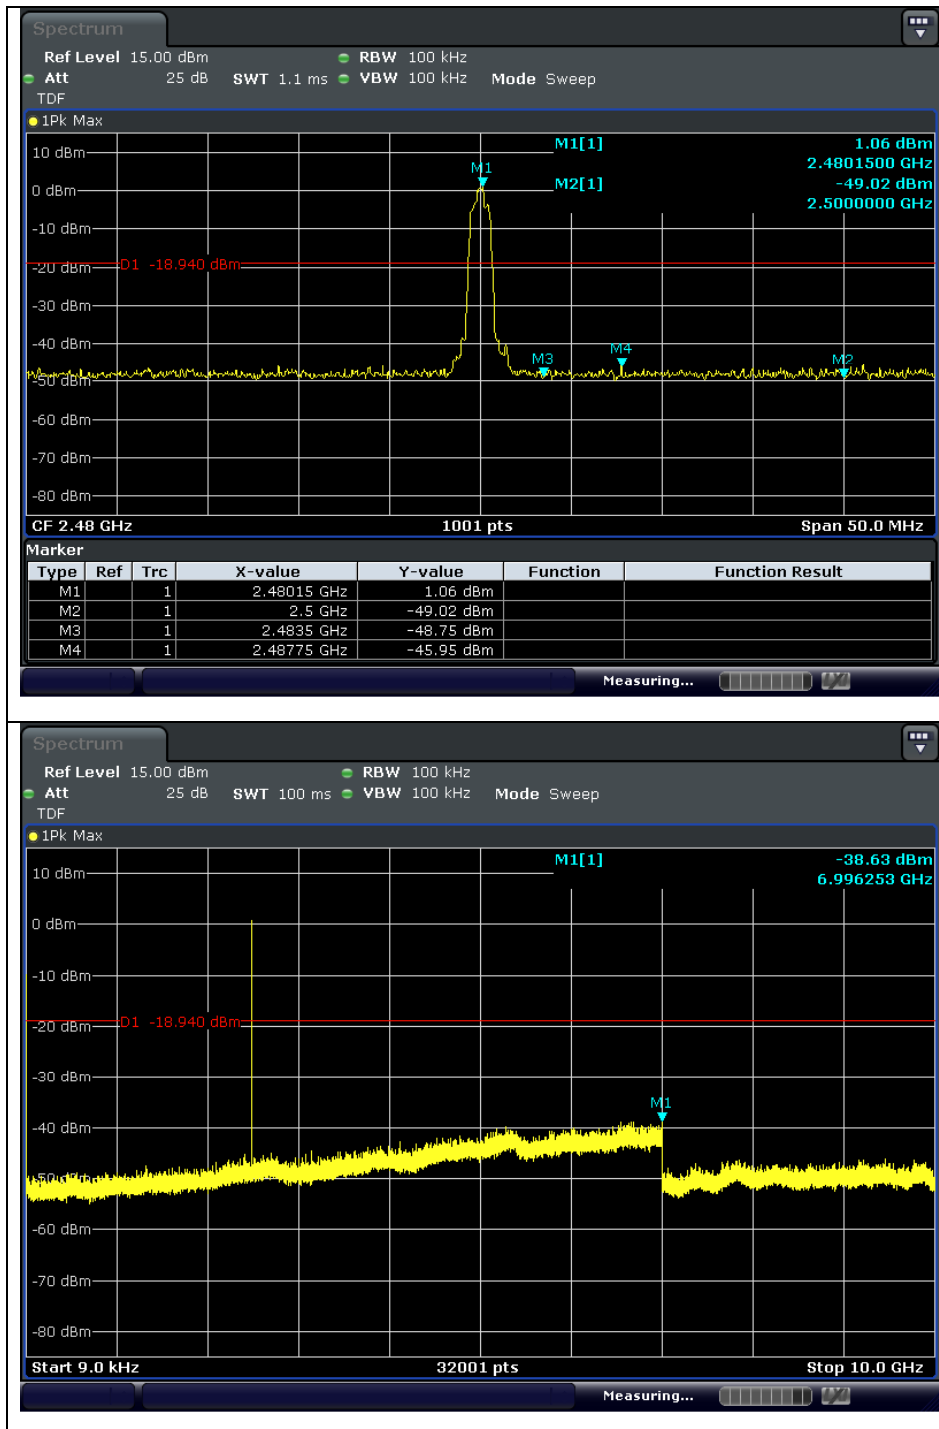 Spectrum
Ref Level 15.00 dBm RBW 100 kHz
Att 25 dB SWT 1.1 ms VBW 100 kHz Mode Sweep
TDF
1Pk Max
M1[1] 1.06 dBm
2.4801500 GHz
M2[1] -49.02 dBm
2.5000000 GHz
10 dBm
M1
0 dBm
-10 dBm
-20 dBm D1 -18.940 dBm
-30 dBm
-40 dBm
M3 M4 M2
-50 dBm
-60 dBm
-70 dBm
-80 dBm
CF 2.48 GHz 1001 pts Span 50.0 MHz
Marker
Type Ref Trc X-value Y-value Function Function Result
M1 1 2.48015 GHz 1.06 dBm
M2 1 2.5 GHz -49.02 dBm
M3 1 2.4835 GHz -48.75 dBm
M4 1 2.48775 GHz -45.95 dBm
Measuring...
Spectrum
Ref Level 15.00 dBm RBW 100 kHz
Att 25 dB SWT 100 ms VBW 100 kHz Mode Sweep
TDF
1Pk Max
M1[1] -38.63 dBm
6.996253 GHz
10 dBm
0 dBm
-10 dBm
-20 dBm D1 -18.940 dBm
-30 dBm
M1
-40 dBm
-50 dBm
-60 dBm
-70 dBm
-80 dBm
Start 9.0 kHz 32001 pts Stop 10.0 GHz
Measuring...